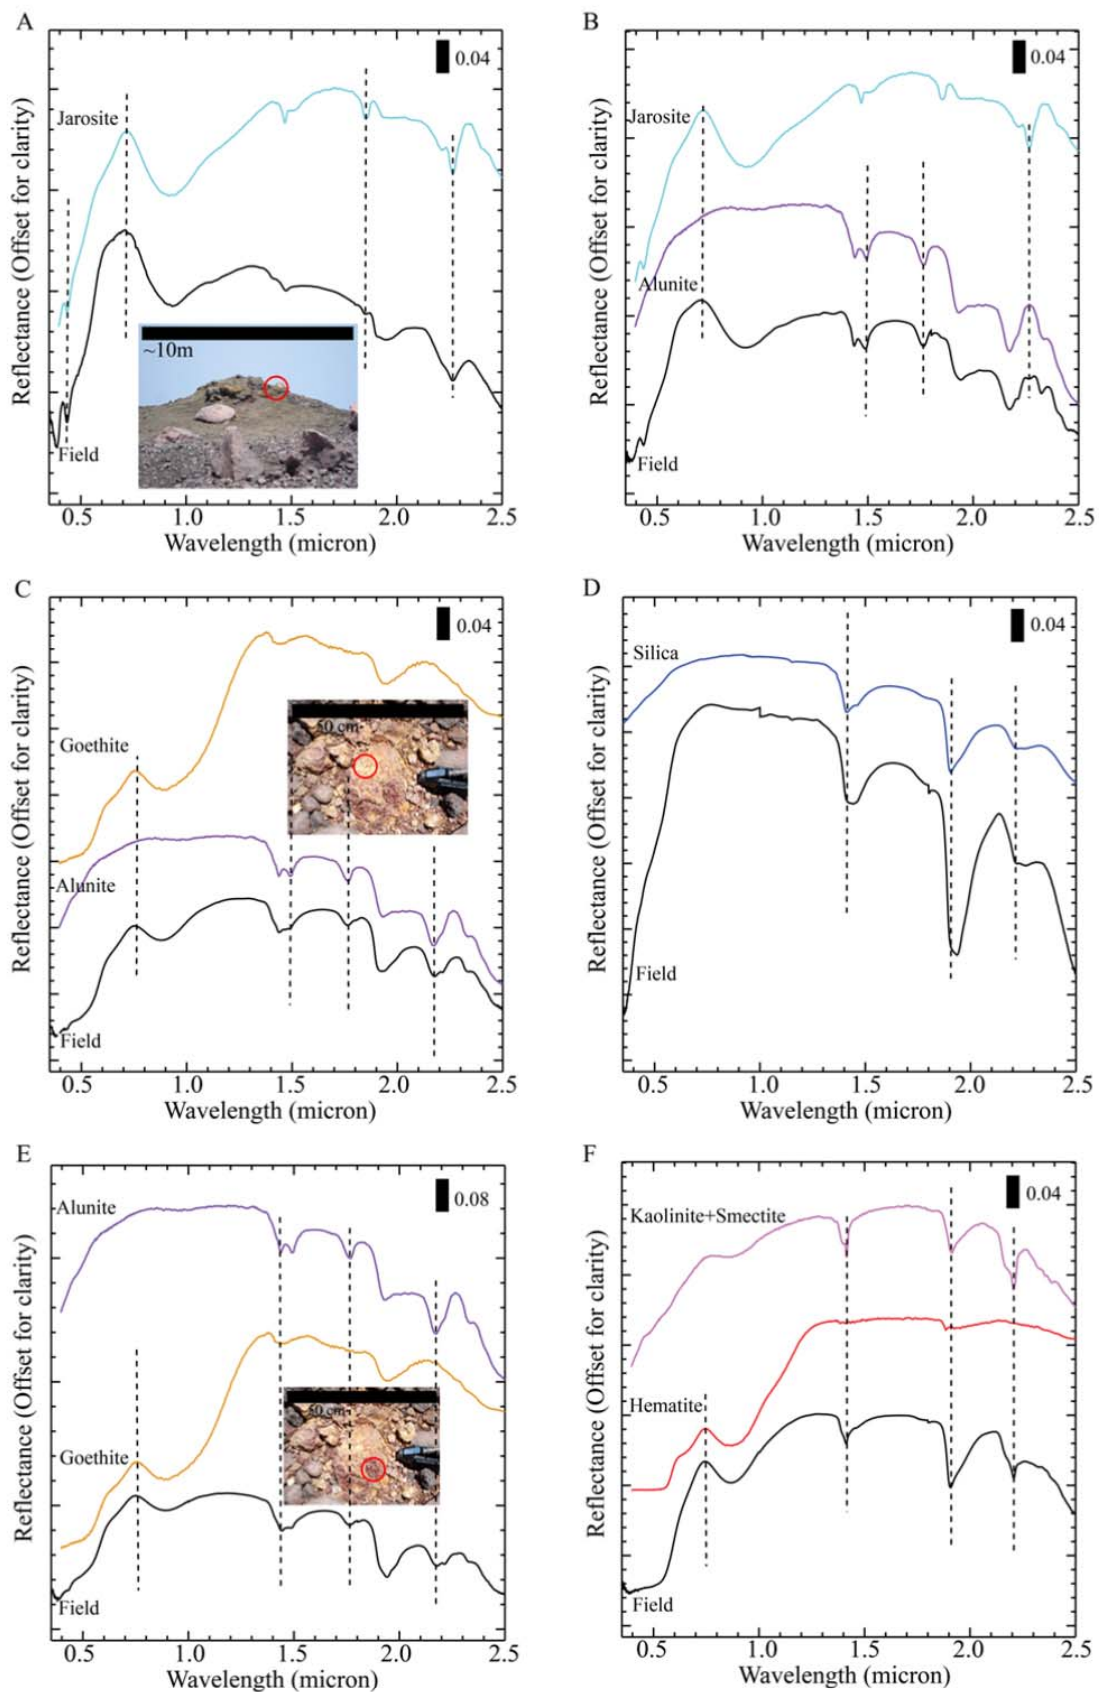 A
0.04
Jarosite
~10m
Field
Reflectance (Offset for clarity)
0.5 1.0 1.5 2.0 2.5
Wavelength (micron)
B
0.04
Jarosite
Alunite
Field
Reflectance (Offset for clarity)
0.5 1.0 1.5 2.0 2.5
Wavelength (micron)
C
0.04
Goethite
50 cm
Alunite
Field
Reflectance (Offset for clarity)
0.5 1.0 1.5 2.0 2.5
Wavelength (micron)
D
0.04
Silica
Field
Reflectance (Offset for clarity)
0.5 1.0 1.5 2.0 2.5
Wavelength (micron)
E
0.08
Alunite
Goethite
50 cm
Field
Reflectance (Offset for clarity)
0.5 1.0 1.5 2.0 2.5
Wavelength (micron)
F
0.04
Kaolinite+Smectite
Hematite
Field
Reflectance (Offset for clarity)
0.5 1.0 1.5 2.0 2.5
Wavelength (micron)